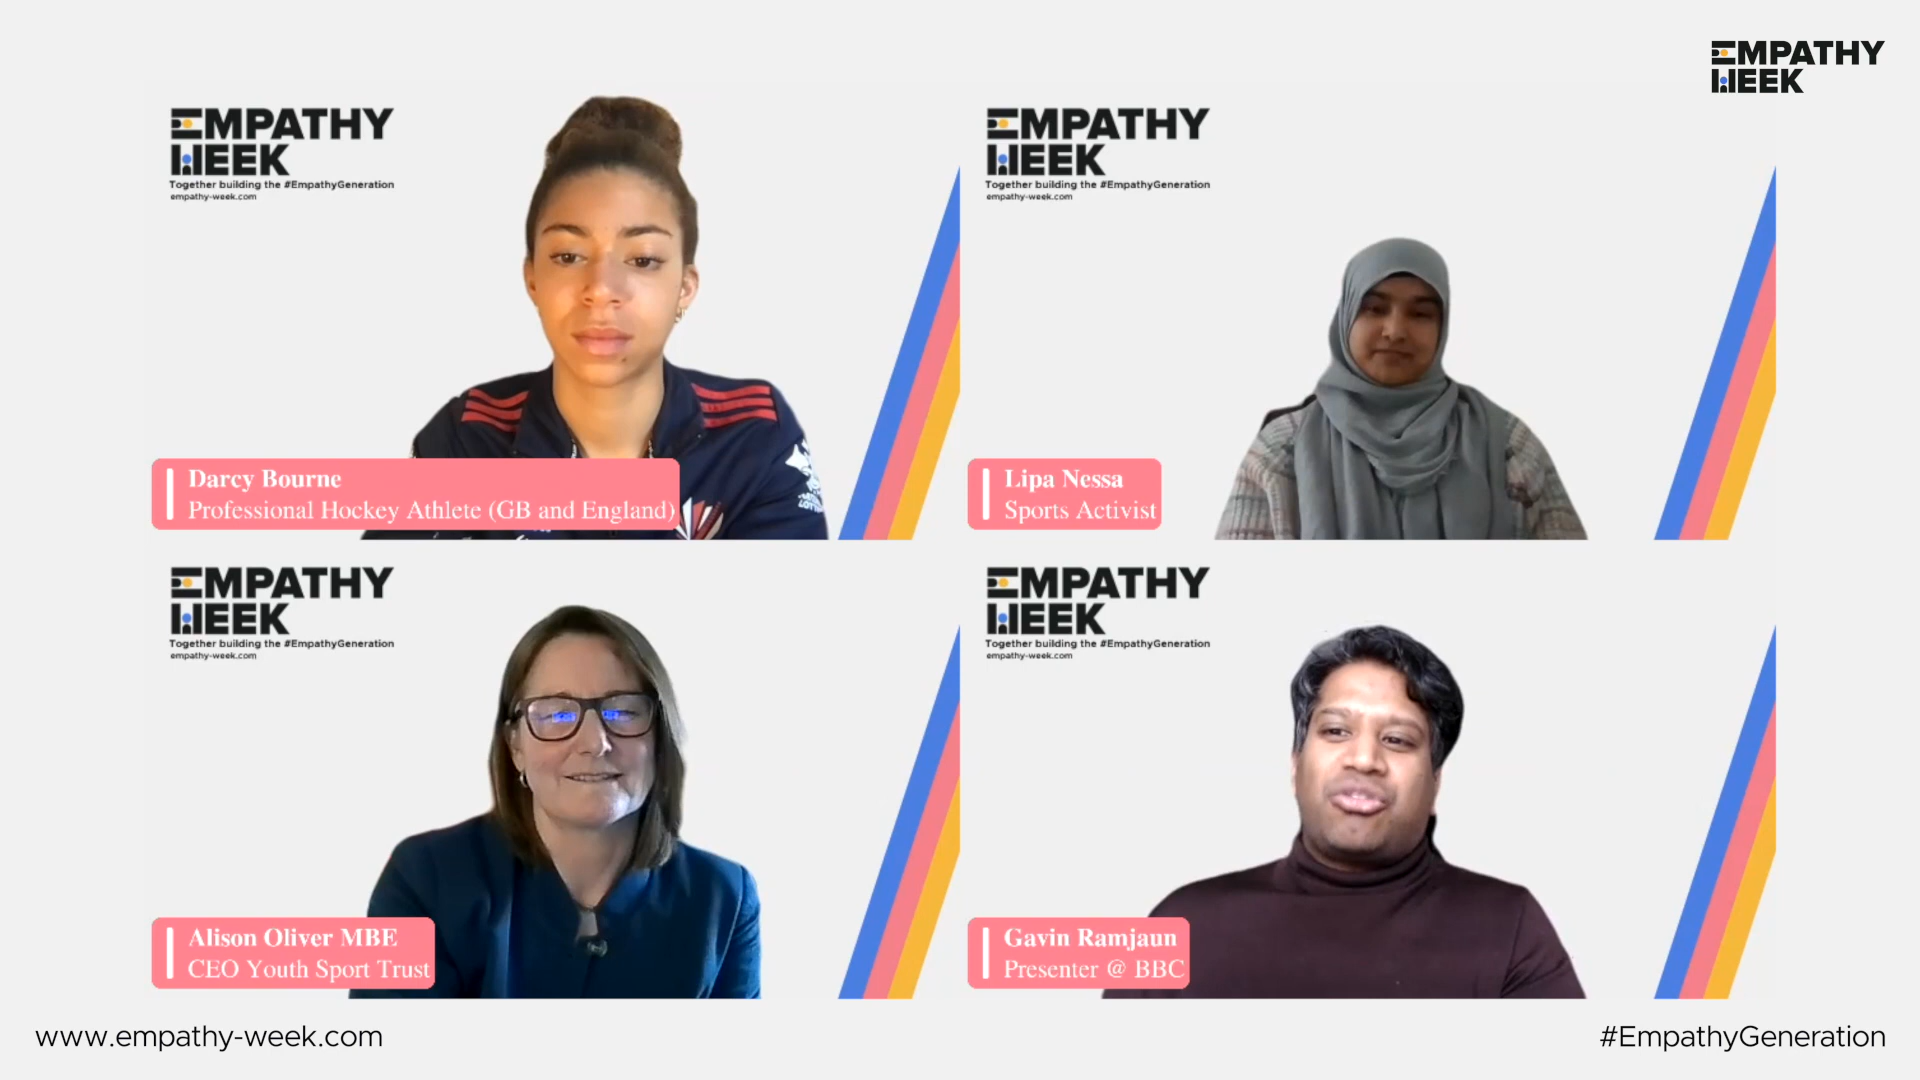 EMPATHY
WEEK
EMPATHY
WEEK
Together building the #EmpathyGeneration
empathy-week.com
Darcy Bourne
Professional Hockey Athlete (GB and England)
EMPATHY
WEEK
Together building the #EmpathyGeneration
empathy-week.com
Lipa Nessa
Sports Activist
EMPATHY
WEEK
Together building the #EmpathyGeneration
empathy-week.com
Alison Oliver MBE
CEO Youth Sport Trust
EMPATHY
WEEK
Together building the #EmpathyGeneration
empathy-week.com
Gavin Ramjaun
Presenter @ BBC
www.empathy-week.com
#EmpathyGeneration